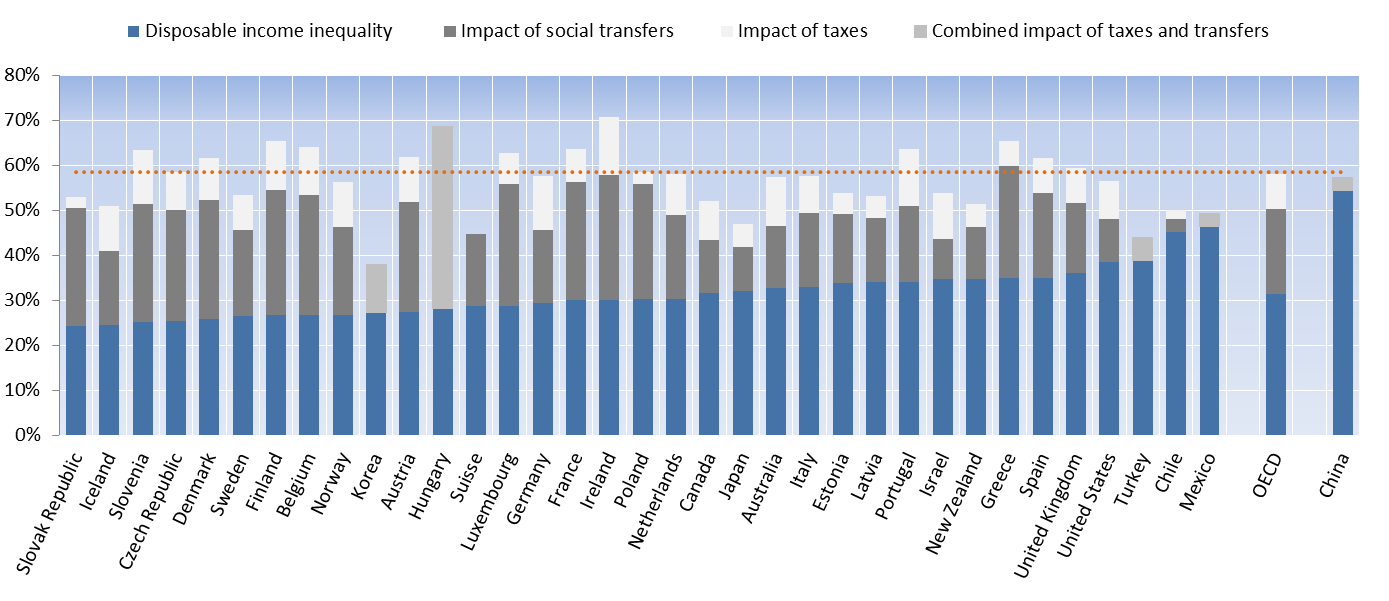 Disposable income inequality Impact of social transfers Impact of taxes Combined impact of taxes and transfers
80%
70%
60%
50%
40%
30%
20%
10%
0%
Slovak Republic
Iceland
Slovenia
Czech Republic
Denmark
Sweden
Finland
Belgium
Norway
Korea
Austria
Hungary
Suisse
Luxembourg
Germany
France
Ireland
Poland
Netherlands
Canada
Japan
Australia
Italy
Estonia
Latvia
Portugal
Israel
New Zealand
Greece
Spain
United Kingdom
United States
Turkey
Chile
Mexico
OECD
China